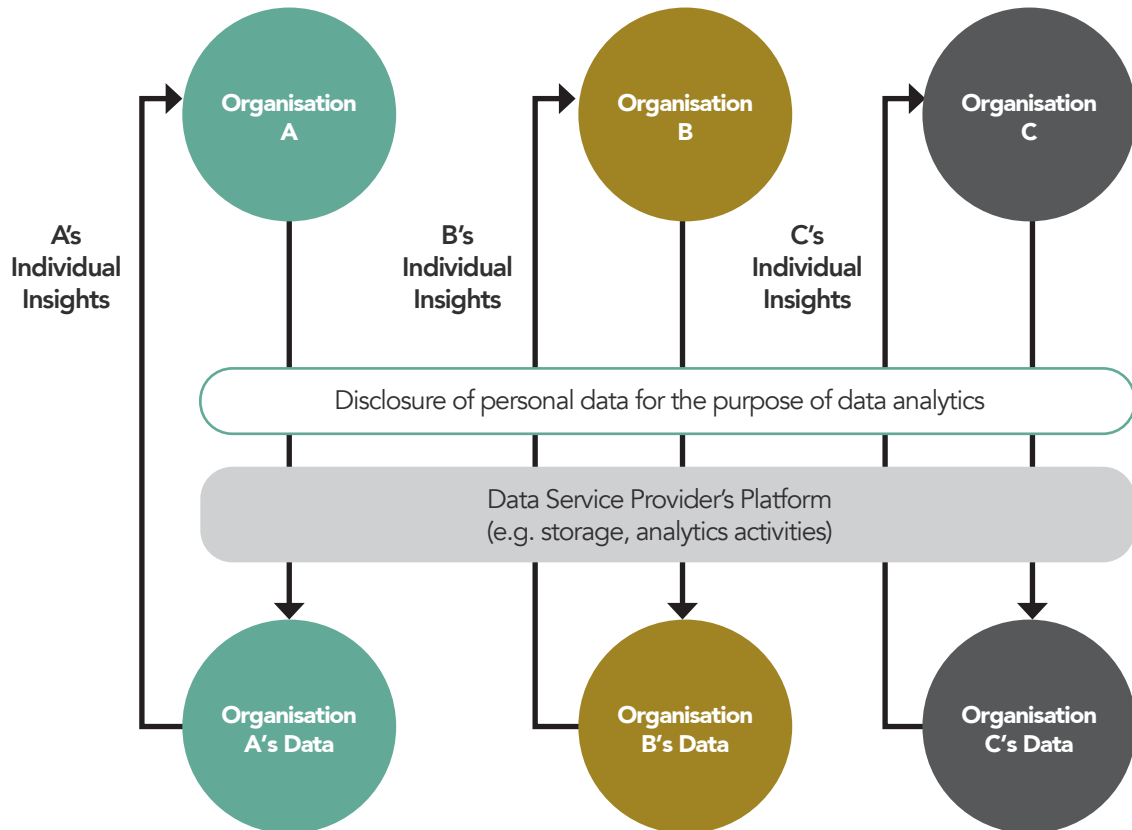 Organisation
A
Organisation
B
Organisation
C
A's
Individual
Insights
B's
Individual
Insights
C's
Individual
Insights
Disclosure of personal data for the purpose of data analytics
Data Service Provider's Platform
(e.g. storage, analytics activities)
Organisation
A's Data
Organisation
B's Data
Organisation
C's Data